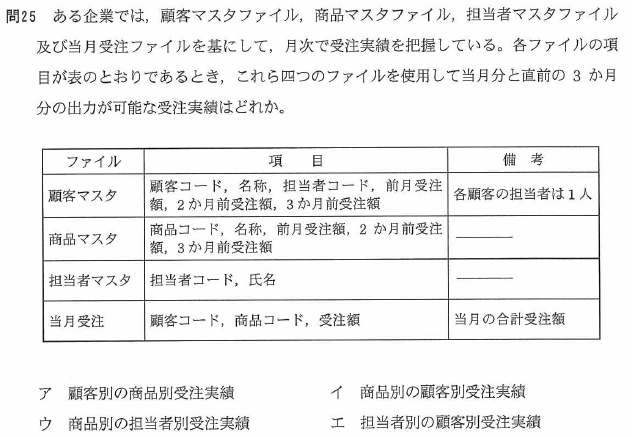 問25 ある企業では，顧客マスタファイル，商品マスタファイル，担当者マスタファイル
及び当月受注ファイルを基にして，月次で受注実績を把握している。各ファイルの項
目が表のとおりであるとき，これら四つのファイルを使用して当月分と直前の 3 か月
分の出力が可能な受注実績はどれか。
ファイル 項 目 備 考
顧客マスタ 顧客コード，名称，担当者コード，前月受注 各顧客の担当者は1人
額，2 か月前受注額，3 か月前受注額
商品マスタ 商品コード，名称，前月受注額，2 か月前受注
額，3 か月前受注額
担当者マスタ 担当者コード，氏名
当月受注 顧客コード，商品コード，受注額 当月の合計受注額
ア 顧客別の商品別受注実績 イ 商品別の顧客別受注実績
ウ 商品別の担当者別受注実績 エ 担当者別の顧客別受注実績